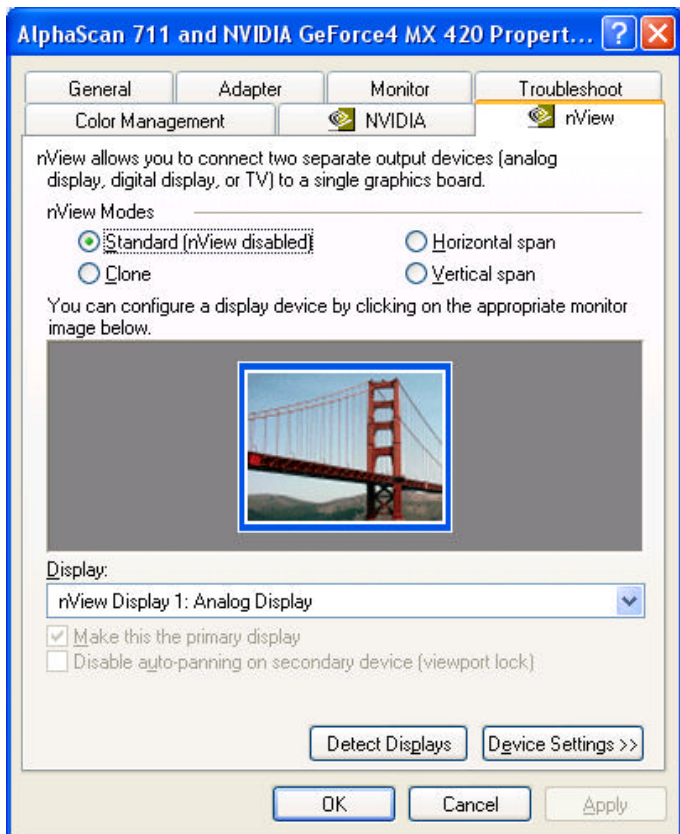 AlphaScan 711 and NVIDIA GeForce4 MX 420 Propert...
General Adapter Monitor Troubleshoot
Color Management NVIDIA nView
nView allows you to connect two separate output devices (analog
display, digital display, or TV) to a single graphics board.
nView Modes
Standard (nView disabled) Horizontal span
Clone Vertical span
You can configure a display device by clicking on the appropriate monitor
image below.
Display:
nView Display 1: Analog Display
Make this the primary display
Disable auto-panning on secondary device (viewport lock)
Detect Displays Device Settings >>
OK Cancel Apply